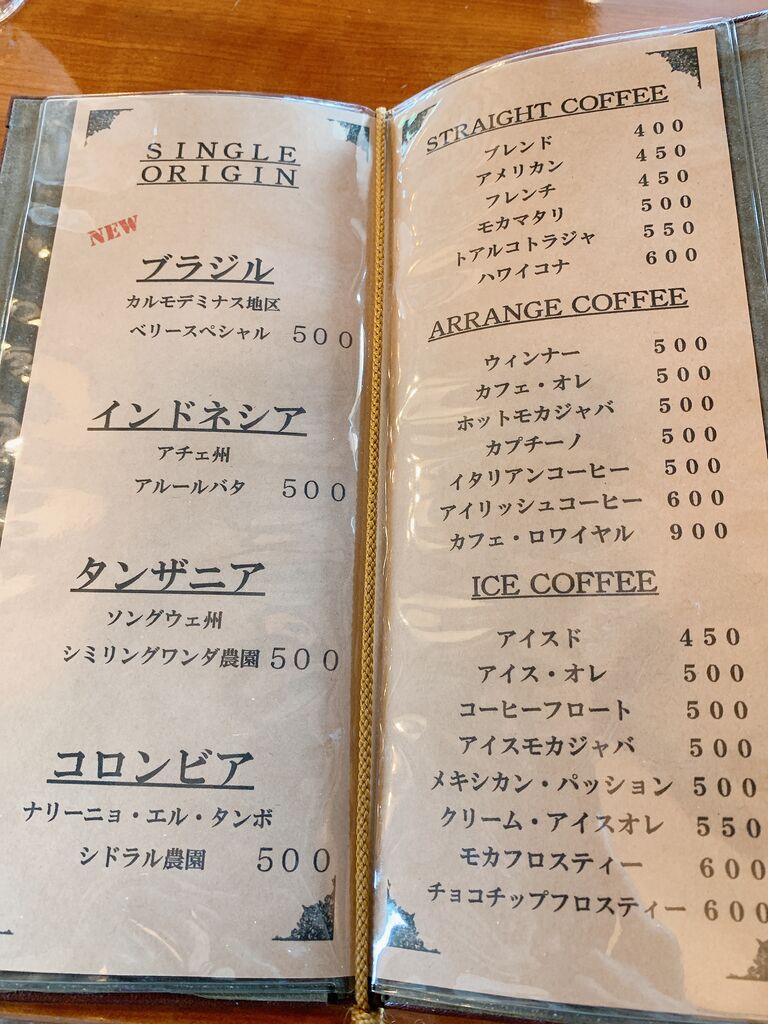 SINGLE
ORIGIN
NEW
ブラジル
カルモデミナス地区
ベリースペシャル 500
インドネシア
アチェ州
アルールバタ 500
タンザニア
ソングウェ州
シミリングワンダ農園 500
コロンビア
ナリーニョ・エル・タンボ
シドラル農園 500
STRAIGHT COFFEE
ブレンド 400
アメリカン 450
フレンチ 450
モカマタリ 500
トアルコトラジャ 550
ハワイコナ 600
ARRANGE COFFEE
ウィンナー 500
カフェ・オレ 500
ホットモカジャバ 500
カプチーノ 500
イタリアンコーヒー 500
アイリッシュコーヒー 600
カフェ・ロワイヤル 900
ICE COFFEE
アイスド 450
アイス・オレ 500
コーヒーフロート 500
アイスモカジャバ 500
メキシカン・パッション 500
クリーム・アイスオレ 550
モカフロスティー 600
チョコチップフロスティー 600